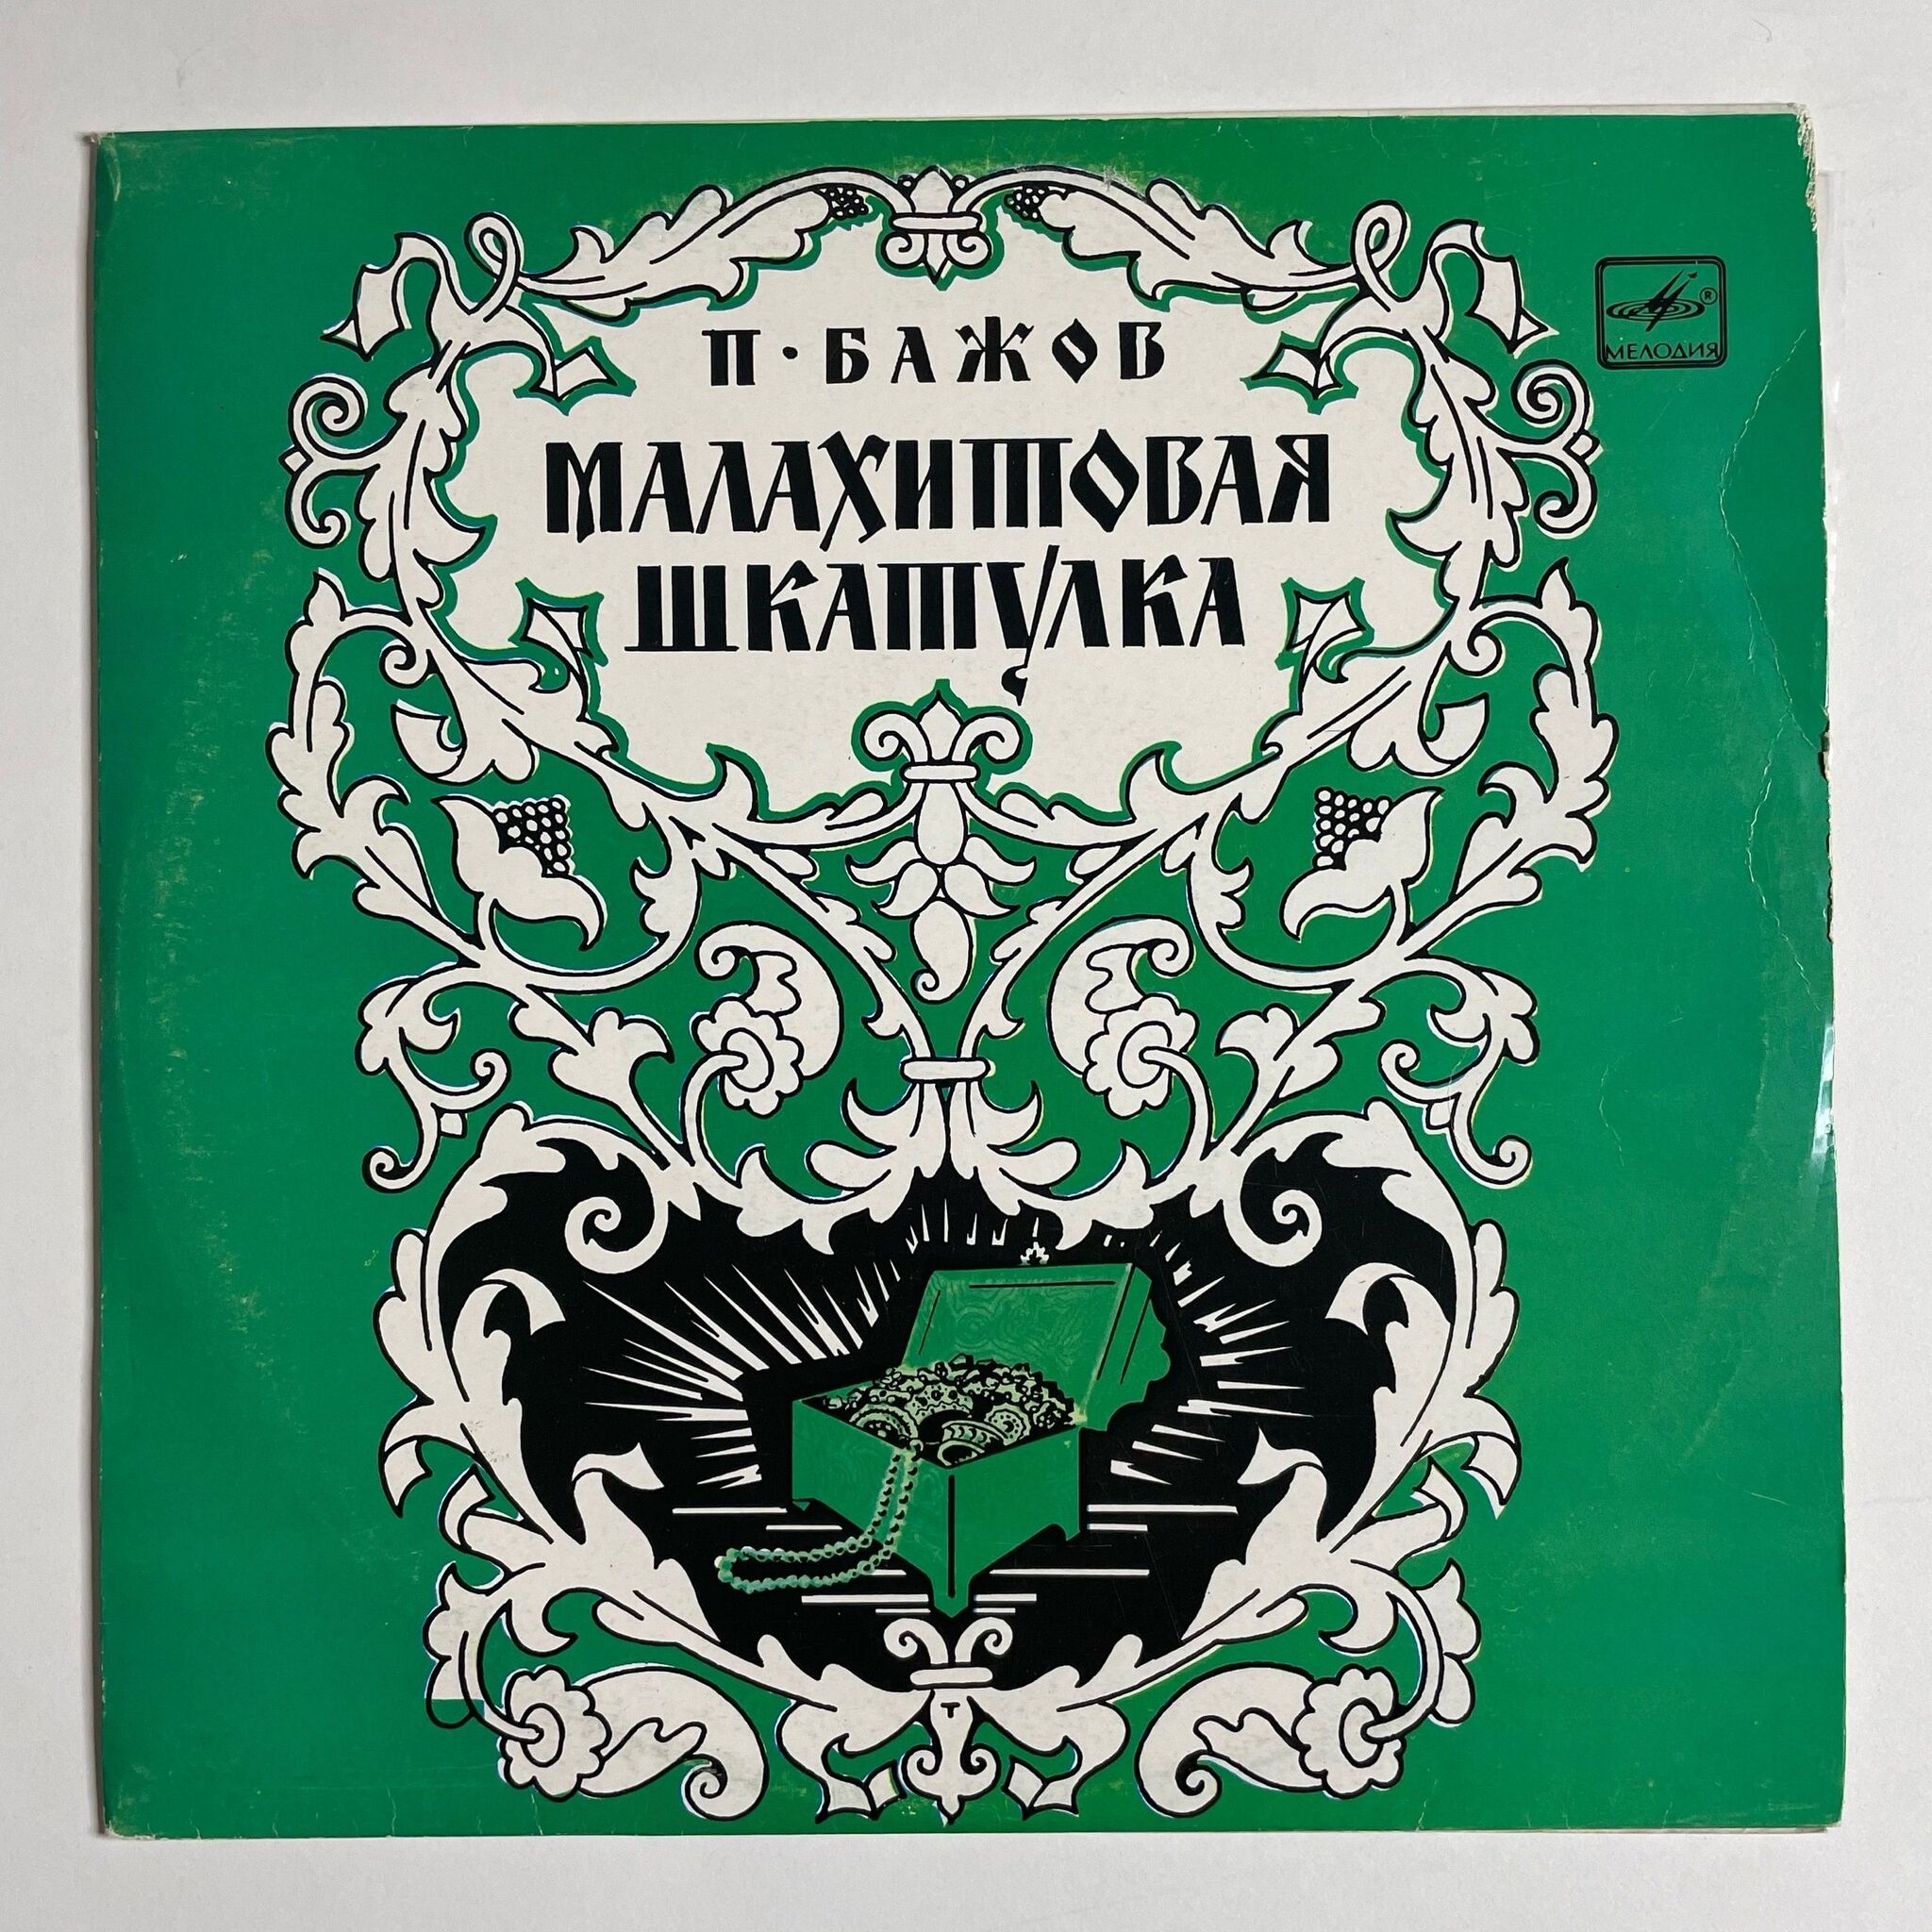 П·БАЖОВ
МАЛАХИТОВАЯ
ШКАТУЛКА
МЕЛОДИЯ
®